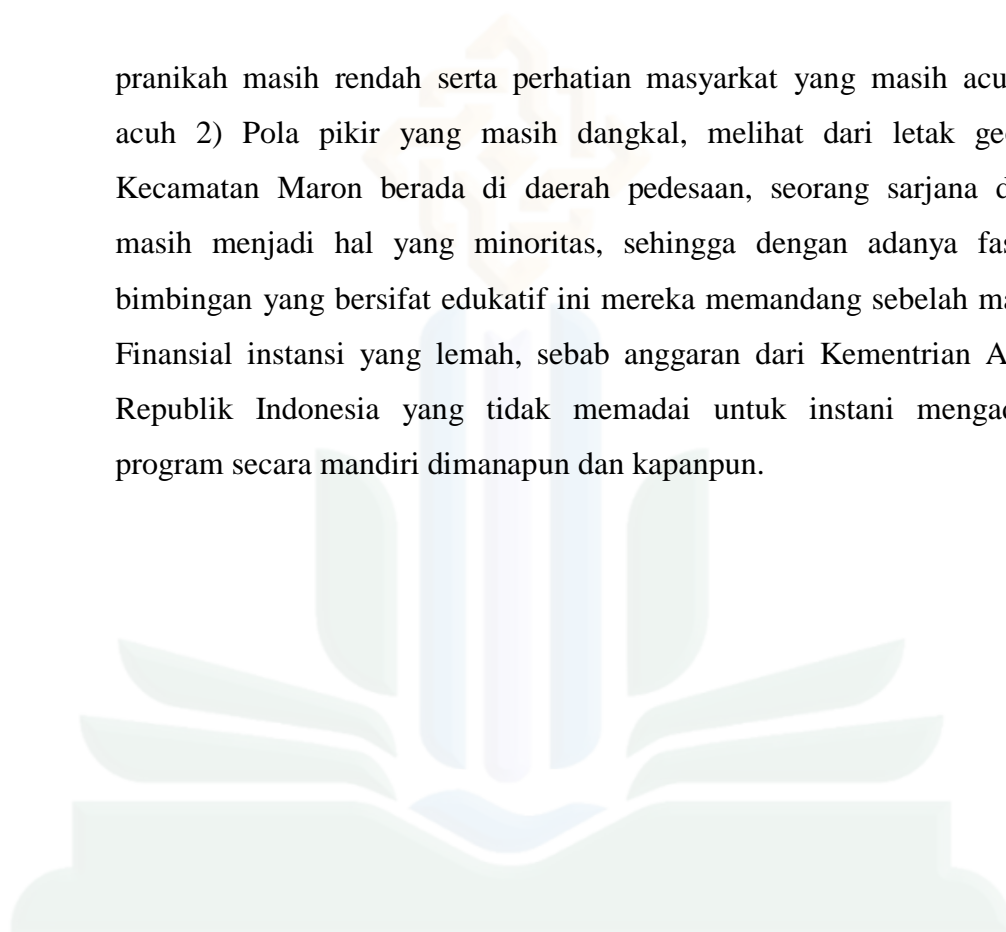 pranikah masih rendah serta perhatian masyarkat yang masih acu
acuh 2) Pola pikir yang masih dangkal, melihat dari letak
Kecamatan Maron berada di daerah pedesaan, seorang sarjana
masih menjadi hal yang minoritas, sehingga dengan adanya
bimbingan yang bersifat edukatif ini mereka memandang sebelah
Finansial instansi yang lemah, sebab anggaran dari Kementrian
Republik Indonesia yang tidak memadai untuk instani
program secara mandiri dimanapun dan kapanpun.